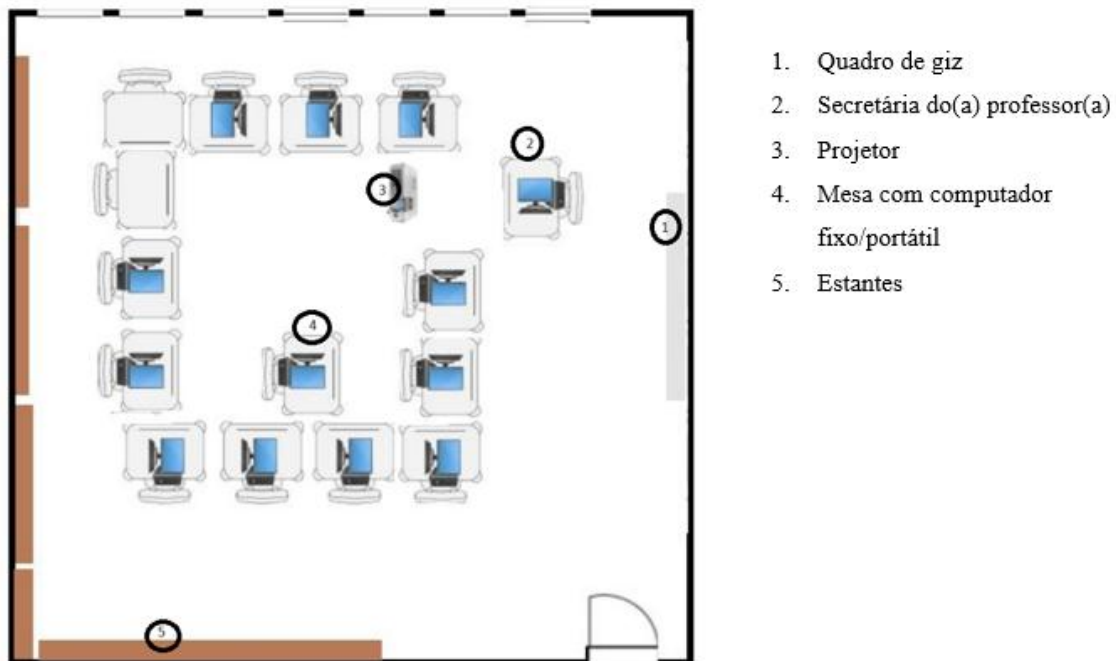 1. Quadro de giz
2. Secretária do(a) professor(a)
3. Projetor
4. Mesa com computador
fixo/portátil
5. Estantes
2
3
1
4
5